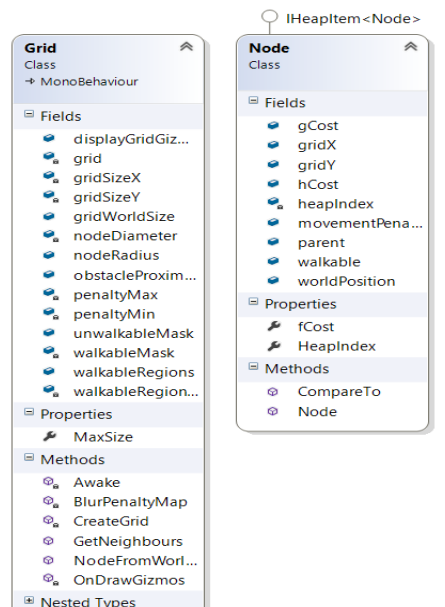 IHeapItem<Node>
Grid
Class
MonoBehaviour
Fields
displayGridGiz...
grid
gridSizeX
gridSizeY
gridWorldSize
nodeDiameter
nodeRadius
obstacleProxim...
penaltyMax
penaltyMin
unwalkableMask
walkableMask
walkableRegions
walkableRegion...
Properties
MaxSize
Methods
Awake
BlurPenaltyMap
CreateGrid
GetNeighbours
NodeFromWorl...
OnDrawGizmos
Nested Types
Node
Class
Fields
gCost
gridX
gridY
hCost
heapIndex
movementPena...
parent
walkable
worldPosition
Properties
fCost
HeapIndex
Methods
CompareTo
Node